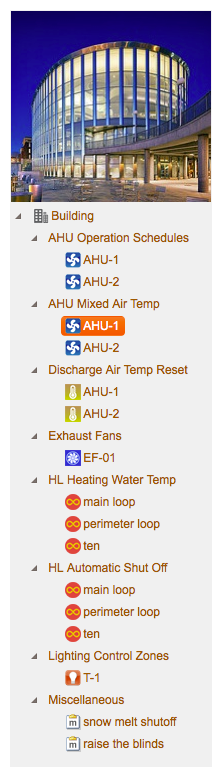 Building
AHU Operation Schedules
AHU-1
AHU-2
AHU Mixed Air Temp
AHU-1
AHU-2
Discharge Air Temp Reset
AHU-1
AHU-2
Exhaust Fans
EF-01
HL Heating Water Temp
main loop
perimeter loop
ten
HL Automatic Shut Off
main loop
perimeter loop
ten
Lighting Control Zones
T-1
Miscellaneous
m snow melt shutoff
m raise the blinds